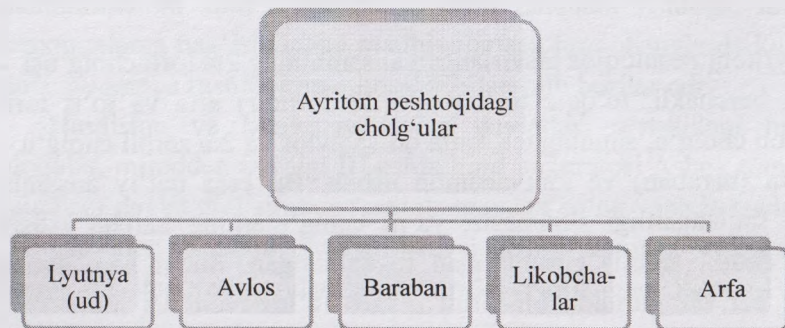 Ayritom peshtoqidagi
cholg‘ular
Lyutnya
(ud)
Avlos
Baraban
Likobcha-
lar
Arfa